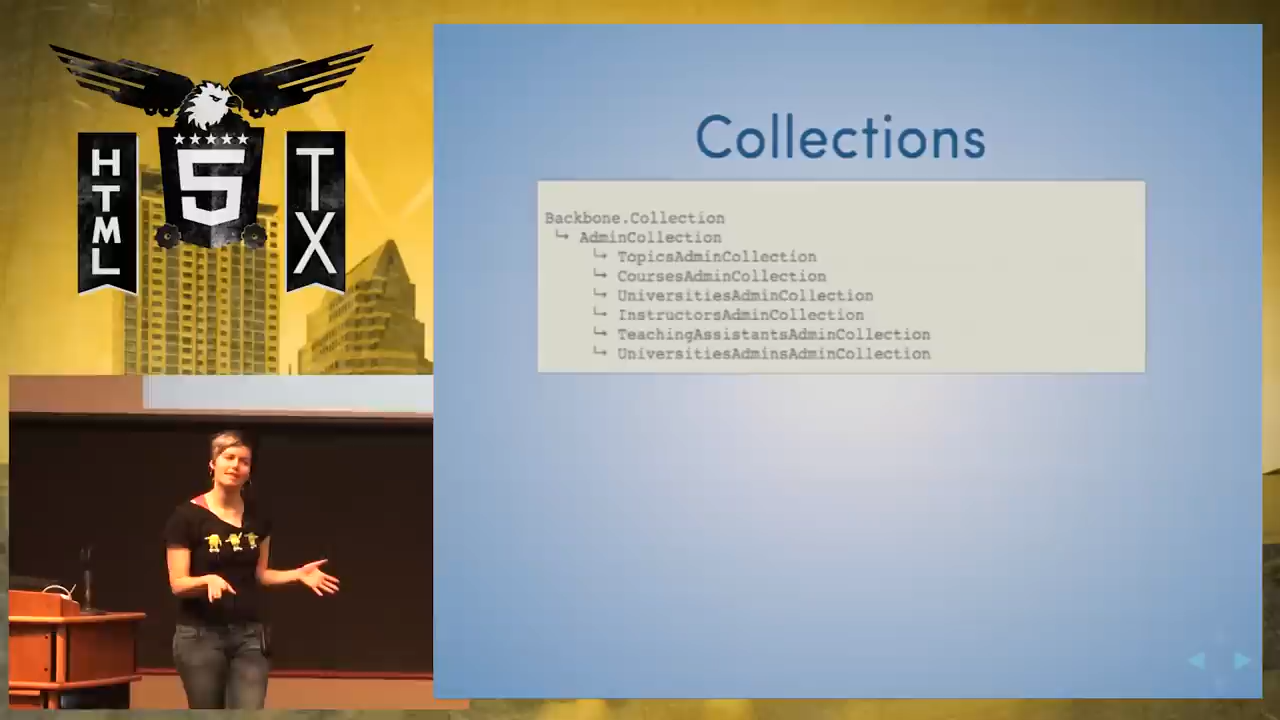 HTML
5
TX
Collections
Backbone.Collection
↳ AdminCollection
↳ TopicsAdminCollection
↳ CoursesAdminCollection
↳ UniversitiesAdminCollection
↳ InstructorsAdminCollection
↳ TeachingAssistantsAdminCollection
↳ UniversitiesAdminsAdminCollection